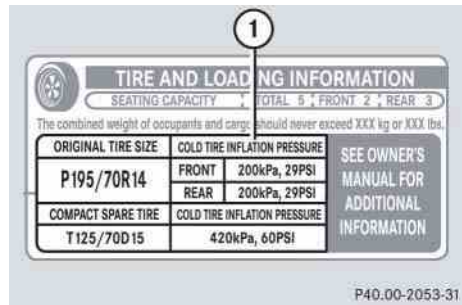 1
TIRE AND LOADING INFORMATION
SEATING CAPACITY TOTAL 5 FRONT 2 REAR 3
The combined weight of occupants and cargo should never exceed XXX kg or XXX lbs.
ORIGINAL TIRE SIZE COLD TIRE INFLATION PRESSURE
P195/70R14 FRONT 200kPa, 29PSI
REAR 200kPa, 29PSI
COMPACT SPARE TIRE COLD TIRE INFLATION PRESSURE
T125/70D15 420kPa, 60PSI
SEE OWNER'S
MANUAL FOR
ADDITIONAL
INFORMATION
P40.00-2053-31